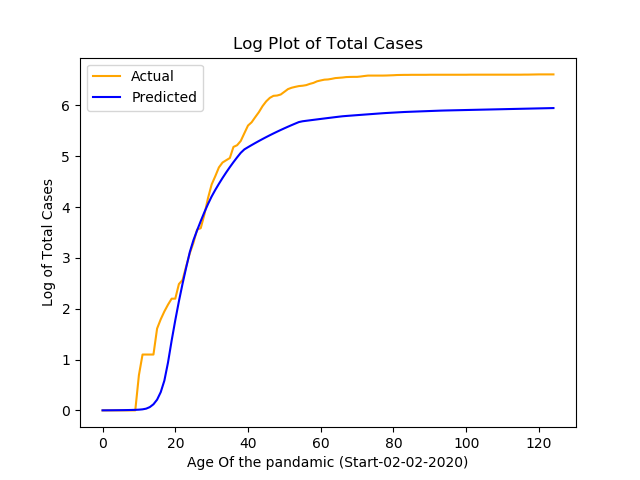 Log Plot of Total Cases
Actual
Predicted
6
5
4
3
2
1
0
Log of Total Cases
0 20 40 60 80 100 120
Age Of the pandamic (Start-02-02-2020)